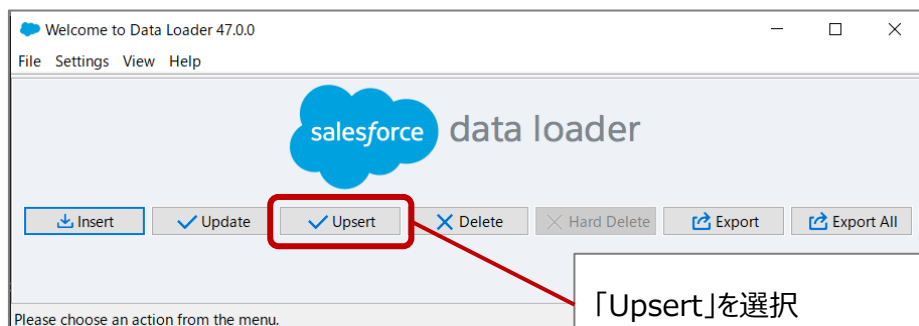 Welcome to Data Loader 47.0.0
File Settings View Help
salesforce data loader
Insert Update Upsert Delete Hard Delete Export Export All
「Upsert」を選択
Please choose an action from the menu.